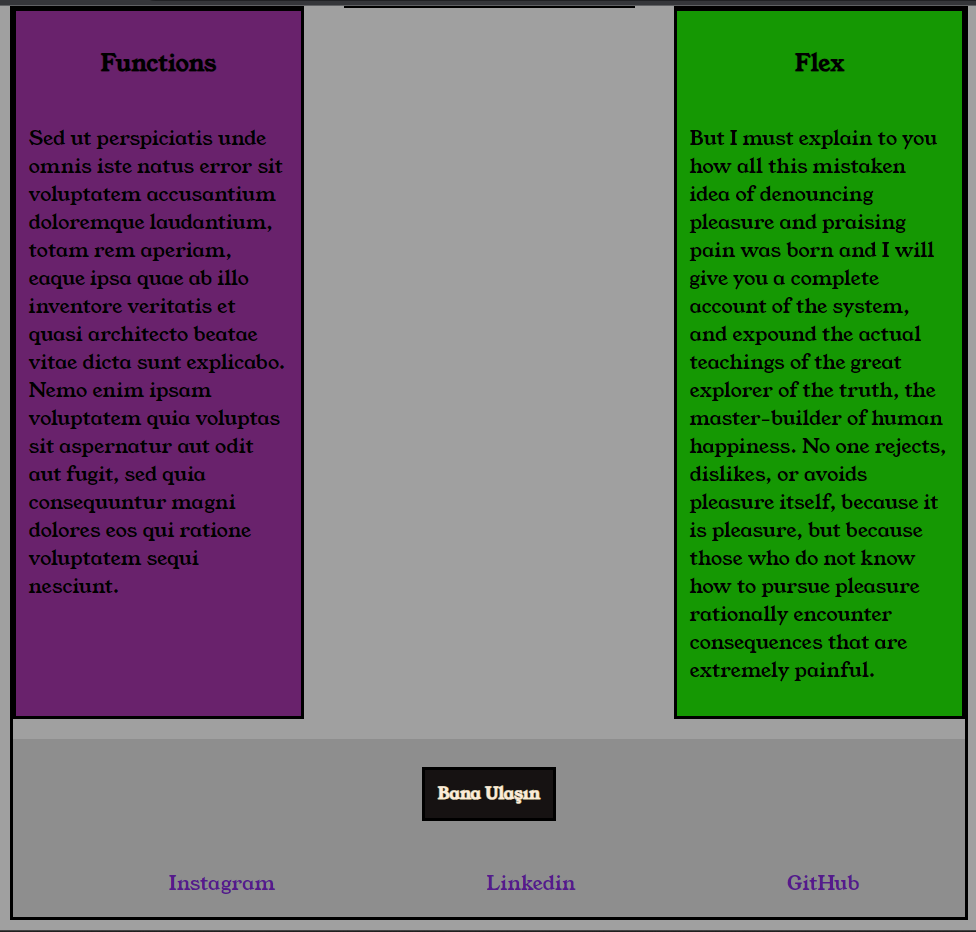 Functions
Sed ut perspiciatis unde
omnis iste natus error sit
voluptatem accusantium
doloremque laudantium,
totam rem aperiam,
eaque ipsa quae ab illo
inventore veritatis et
quasi architecto beatae
vitae dicta sunt explicabo.
Nemo enim ipsam
voluptatem quia voluptas
sit aspernatur aut odit
aut fugit, sed quia
consequuntur magni
dolores eos qui ratione
voluptatem sequi
nesciunt.
Flex
But I must explain to you
how all this mistaken
idea of denouncing
pleasure and praising
pain was born and I will
give you a complete
account of the system,
and expound the actual
teachings of the great
explorer of the truth, the
master-builder of human
happiness. No one rejects,
dislikes, or avoids
pleasure itself, because it
is pleasure, but because
those who do not know
how to pursue pleasure
rationally encounter
consequences that are
extremely painful.
Bana Ulaşın
Instagram
Linkedin
GitHub